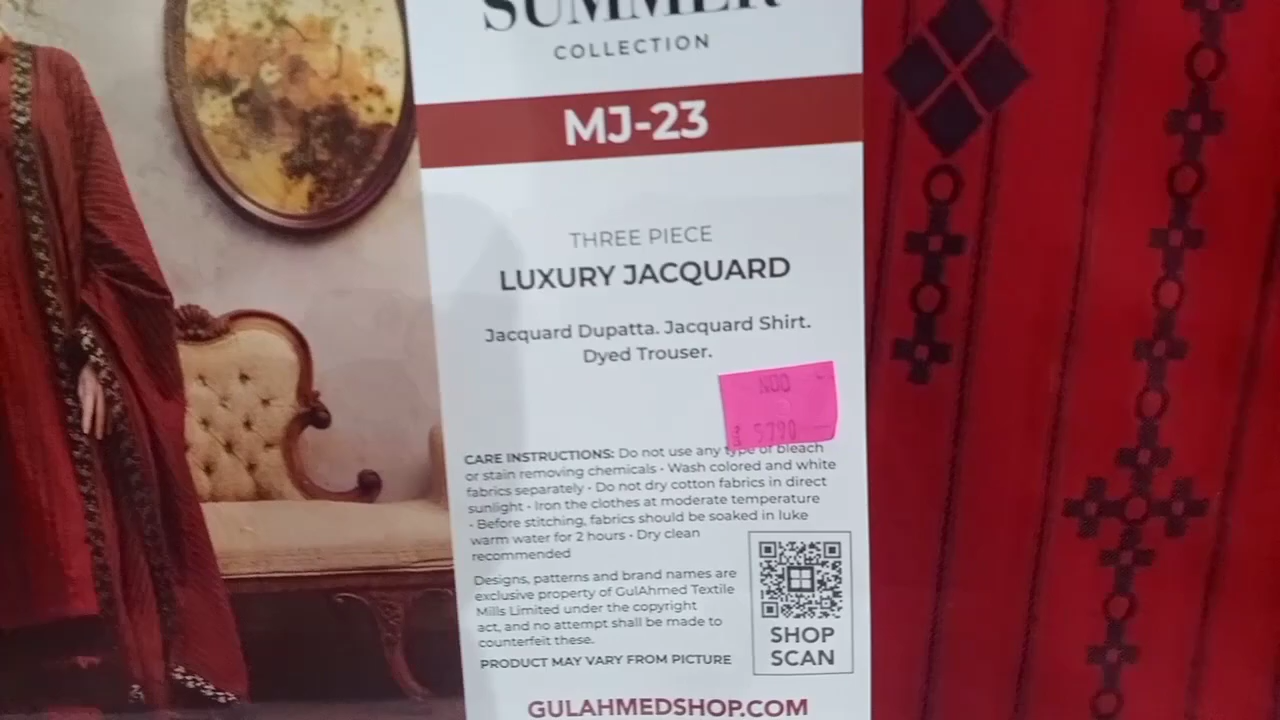 SUMMER
COLLECTION
MJ-23
THREE PIECE
LUXURY JACQUARD
Jacquard Dupatta. Jacquard Shirt.
Dyed Trouser.
NOO
5790
CARE INSTRUCTIONS: Do not use any type of bleach
or stain removing chemicals • Wash colored and white
fabrics separately • Do not dry cotton fabrics in direct
sunlight • Iron the clothes at moderate temperature
• Before stitching, fabrics should be soaked in luke
warm water for 2 hours • Dry clean
recommended
Designs, patterns and brand names are
exclusive property of GulAhmed Textile
Mills Limited under the copyright
act, and no attempt shall be made to
counterfeit these.
PRODUCT MAY VARY FROM PICTURE
SHOP
SCAN
GULAHMEDSHOP.COM